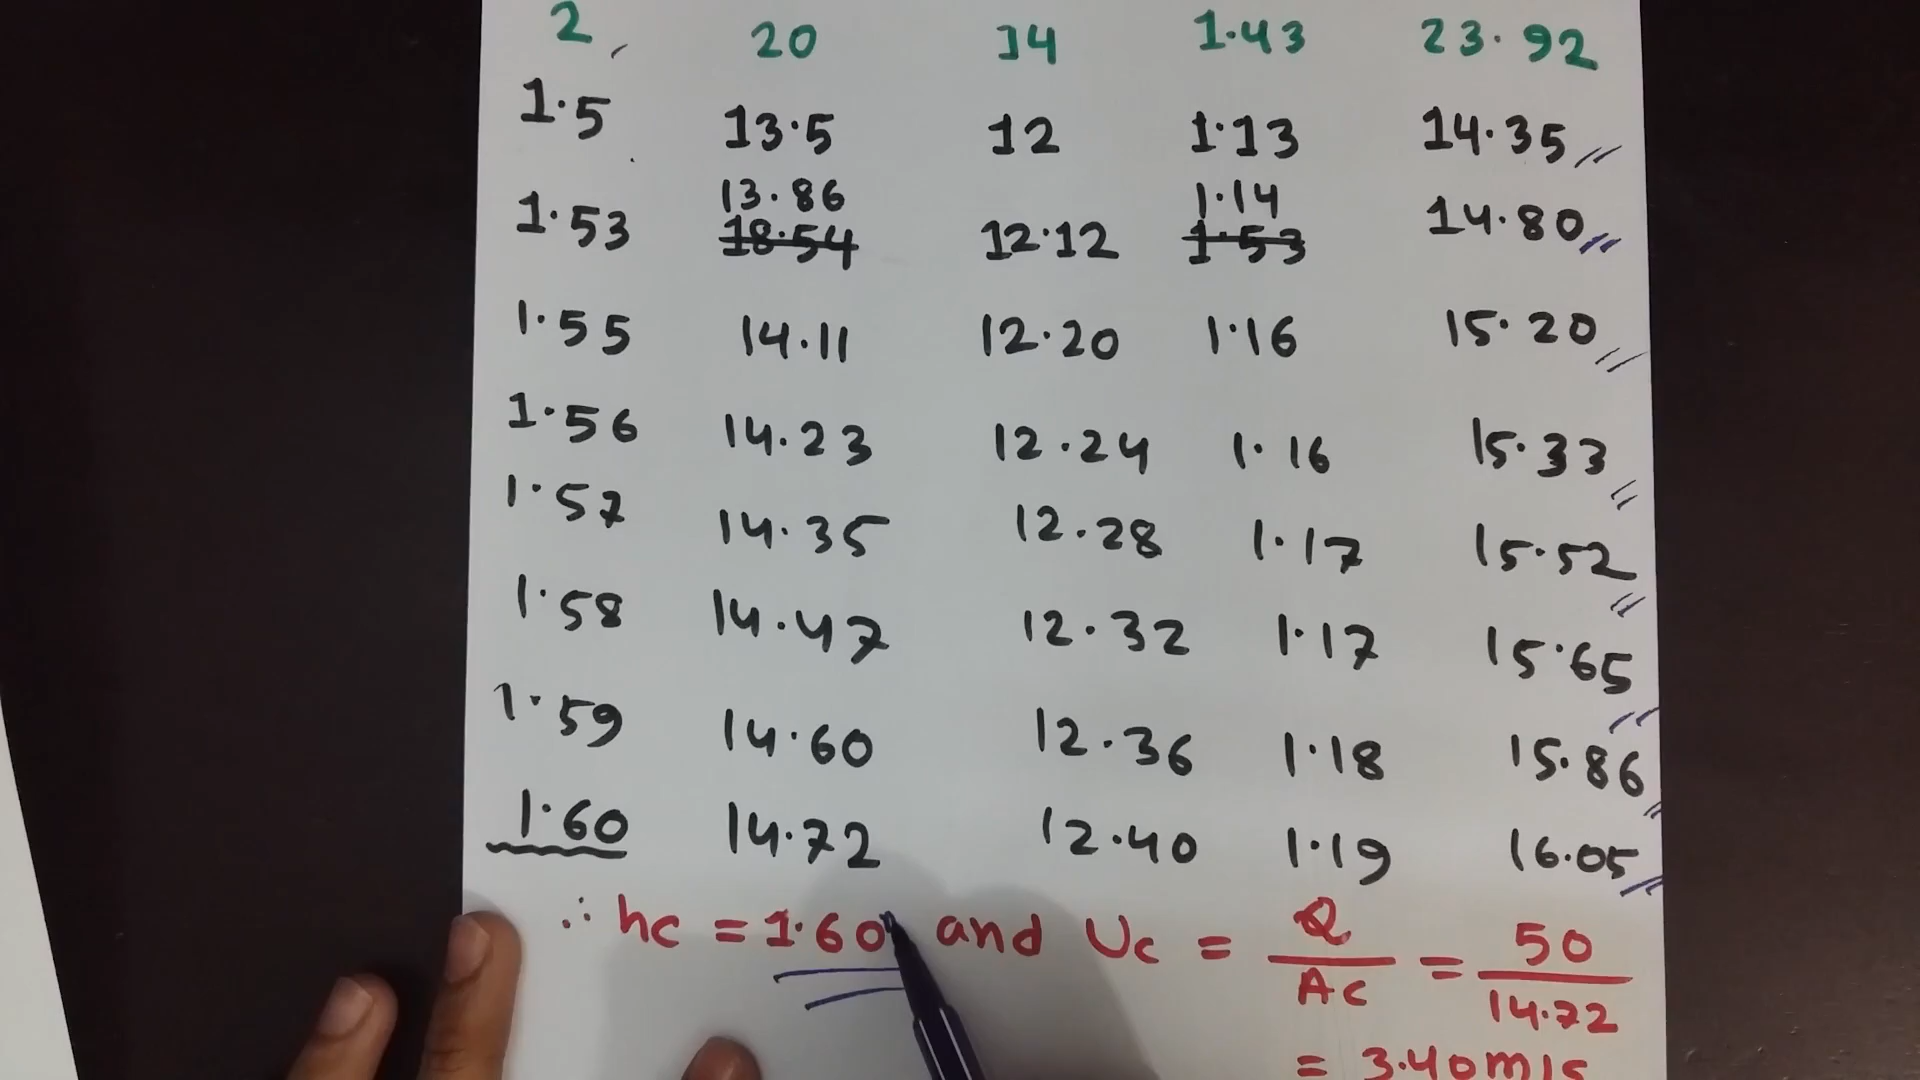 2 20 14 1.43 23.92
1.5 13.5 12 1.13 14.35
13.86 1.14
1.53 18.54 12.12 1.53 14.80
1.55 14.11 12.20 1.16 15.20
1.56 14.23 12.24 1.16 15.33
1.57 14.35 12.28 1.17 15.52
1.58 14.47 12.32 1.17 15.65
1.59 14.60 12.36 1.18 15.86
1.60 14.72 12.40 1.19 16.05
∴ hc = 1.60 and Uc = Q / Ac = 50 / 14.72
= 3.40 m/s